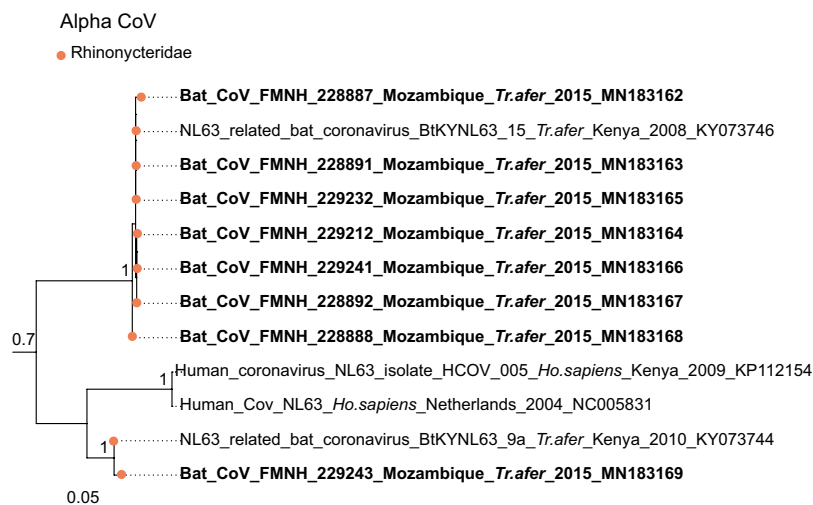 Alpha CoV
Rhinonycteridae
Bat_CoV_FMNH_228887_Mozambique_Tr.afer_2015_MN183162
NL63_related_bat_coronavirus_BtKYNL63_15_Tr.afer_Kenya_2008_KY073746
Bat_CoV_FMNH_228891_Mozambique_Tr.afer_2015_MN183163
Bat_CoV_FMNH_229232_Mozambique_Tr.afer_2015_MN183165
Bat_CoV_FMNH_229212_Mozambique_Tr.afer_2015_MN183164
1
Bat_CoV_FMNH_229241_Mozambique_Tr.afer_2015_MN183166
Bat_CoV_FMNH_228892_Mozambique_Tr.afer_2015_MN183167
Bat_CoV_FMNH_228888_Mozambique_Tr.afer_2015_MN183168
0.7
Human_coronavirus_NL63_isolate_HCOV_005_Ho.sapiens_Kenya_2009_KP112154
1
Human_Cov_NL63_Ho.sapiens_Netherlands_2004_NC005831
NL63_related_bat_coronavirus_BtKYNL63_9a_Tr.afer_Kenya_2010_KY073744
1
Bat_CoV_FMNH_229243_Mozambique_Tr.afer_2015_MN183169
0.05